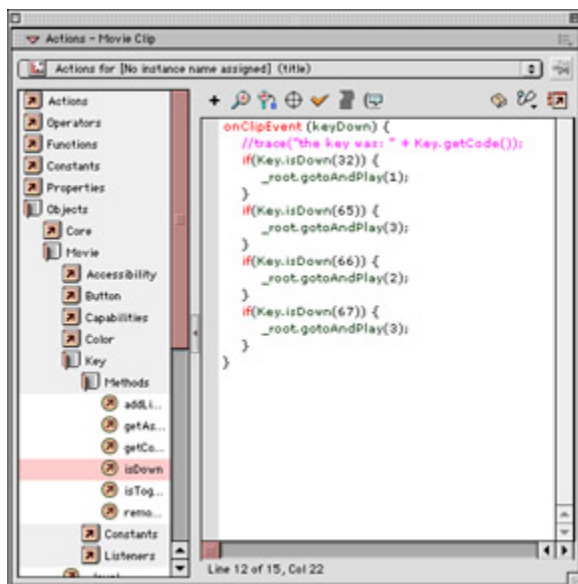 Actions - Movie Clip
Actions for [No instance name assigned] (title)
Actions
Operators
Functions
Constants
Properties
Objects
Core
Movie
Accessibility
Button
Capabilities
Color
Key
Methods
addLi...
getAs...
getCo...
isDown
isTog...
remo...
Constants
Listeners
onClipEvent (keyDown) {
//trace("the key was: " + Key.getCode());
if(Key.isDown(32)) {
_root.gotoAndPlay(1);
}
if(Key.isDown(65)) {
_root.gotoAndPlay(3);
}
if(Key.isDown(66)) {
_root.gotoAndPlay(2);
}
if(Key.isDown(67)) {
_root.gotoAndPlay(3);
}
}
Line 12 of 15, Col 22